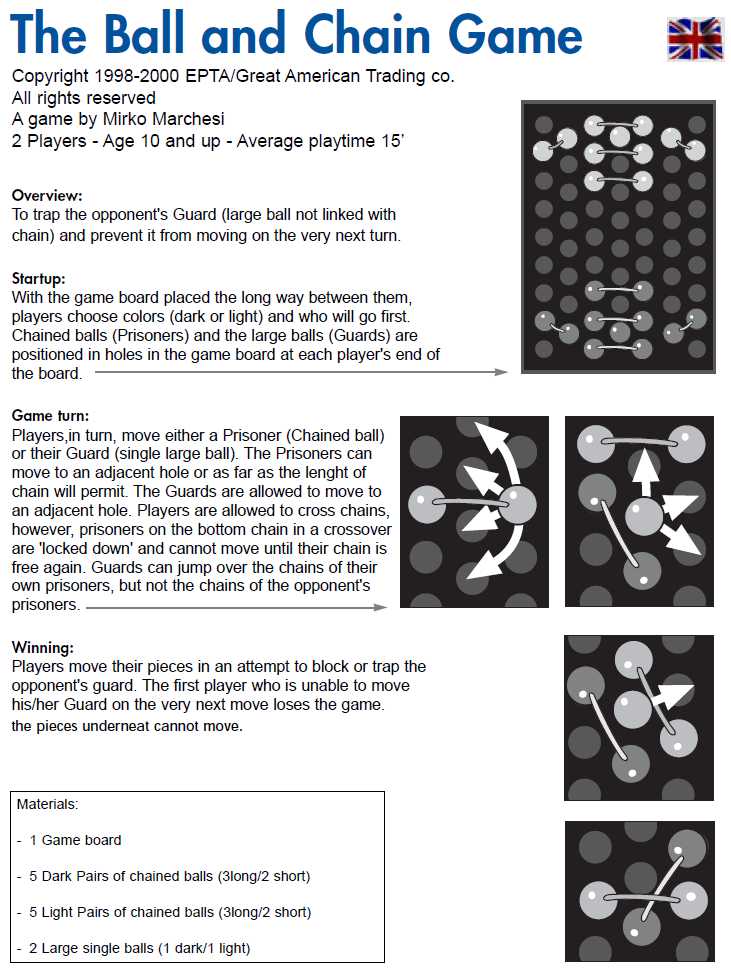 The Ball and Chain Game
Copyright 1998-2000 EPTA/Great American Trading co.
All rights reserved
A game by Mirko Marchesi
2 Players - Age 10 and up - Average playtime 15'
Overview:
To trap the opponent's Guard (large ball not linked with
chain) and prevent it from moving on the very next turn.
Startup:
With the game board placed the long way between them,
players choose colors (dark or light) and who will go first.
Chained balls (Prisoners) and the large balls (Guards) are
positioned in holes in the game board at each player's end of
the board.
Game turn:
Players,in turn, move either a Prisoner (Chained ball)
or their Guard (single large ball). The Prisoners can
move to an adjacent hole or as far as the lenght of
chain will permit. The Guards are allowed to move to
an adjacent hole. Players are allowed to cross chains,
however, prisoners on the bottom chain in a crossover
are 'locked down' and cannot move until their chain is
free again. Guards can jump over the chains of their
own prisoners, but not the chains of the opponent's
prisoners.
Winning:
Players move their pieces in an attempt to block or trap the
opponent's guard. The first player who is unable to move
his/her Guard on the very next move loses the game.
the pieces underneat cannot move.
Materials:
- 1 Game board
- 5 Dark Pairs of chained balls (3long/2 short)
- 5 Light Pairs of chained balls (3long/2 short)
- 2 Large single balls (1 dark/1 light)